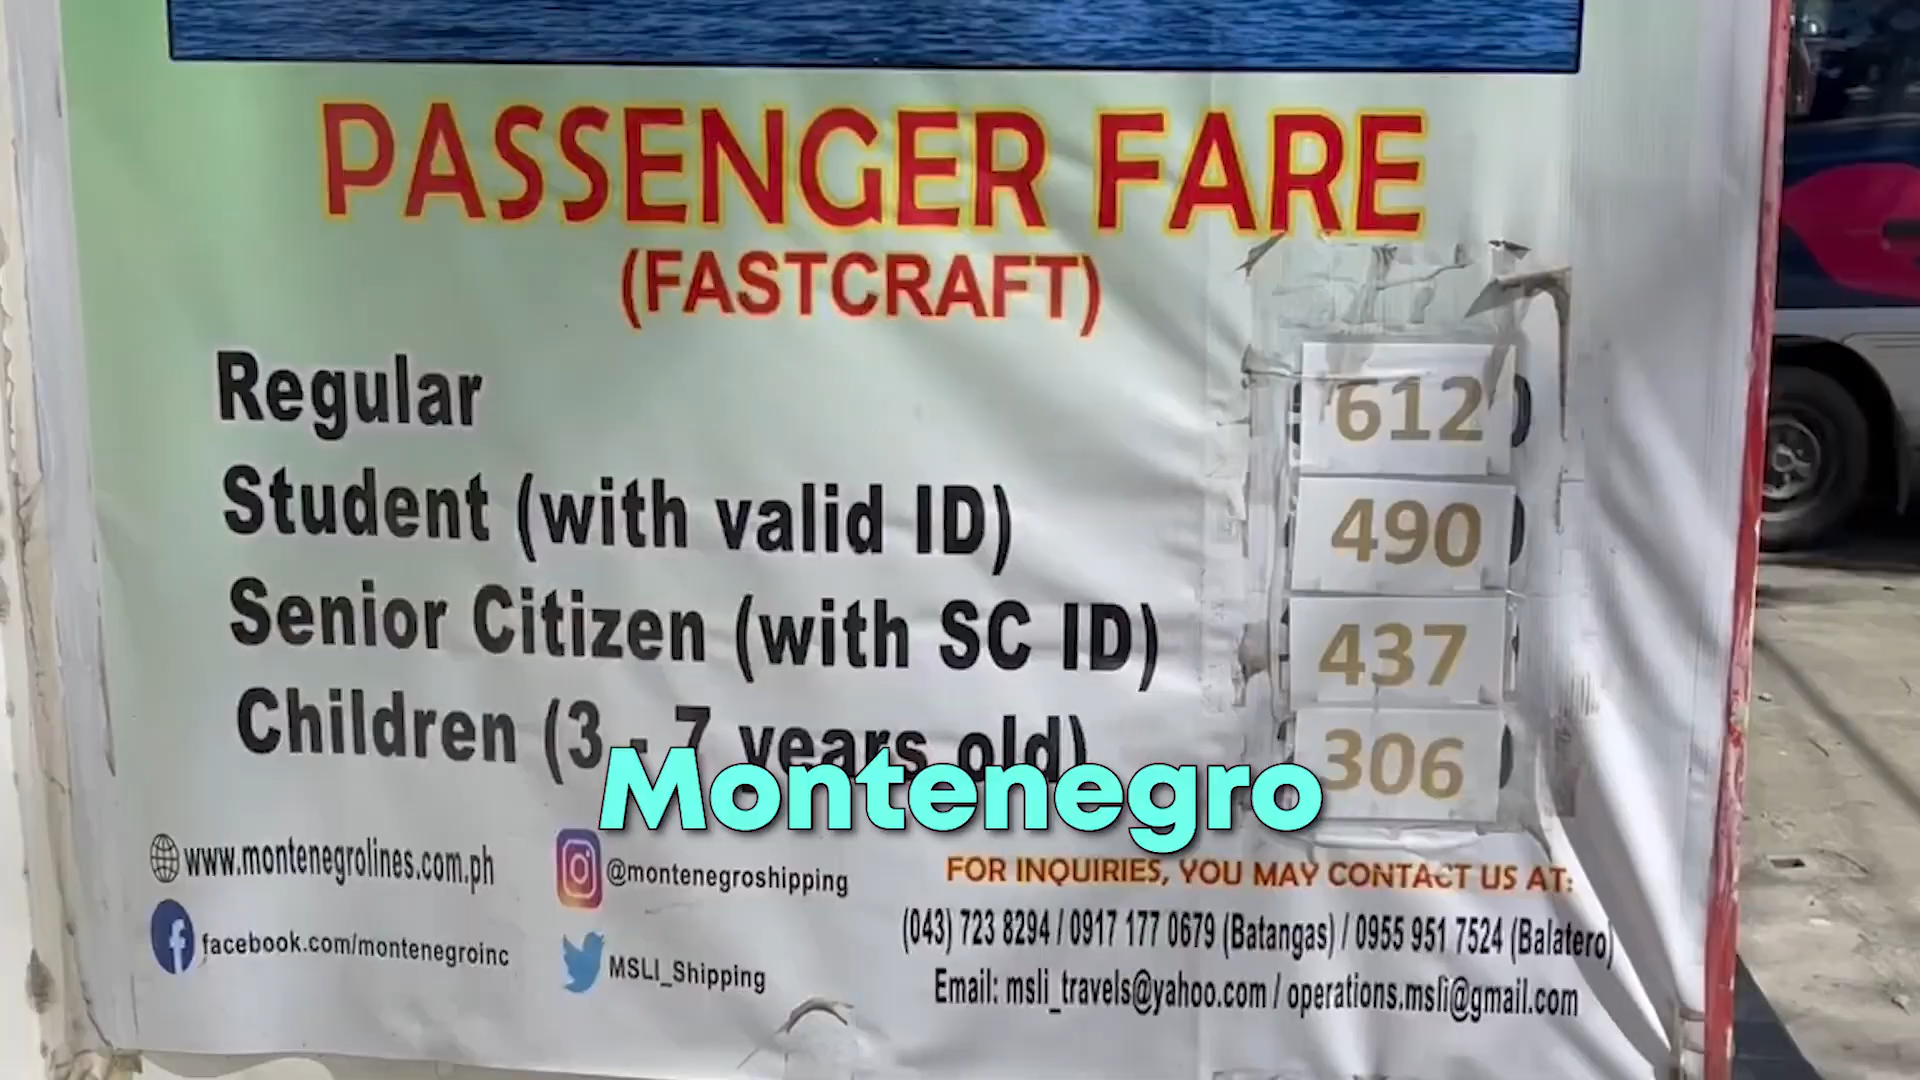 PASSENGER FARE
(FASTCRAFT)
Regular 612
Student (with valid ID) 490
Senior Citizen (with SC ID) 437
Children (3 - 7 years old) 306
Montenegro
www.montenegrolines.com.ph
@montenegroshipping
facebook.com/montenegroinc
MSLI_Shipping
FOR INQUIRIES, YOU MAY CONTACT US AT:
(043) 723 8294 / 0917 177 0679 (Batangas) / 0955 951 7524 (Balatero)
Email: msli_travels@yahoo.com / operations.msli@gmail.com